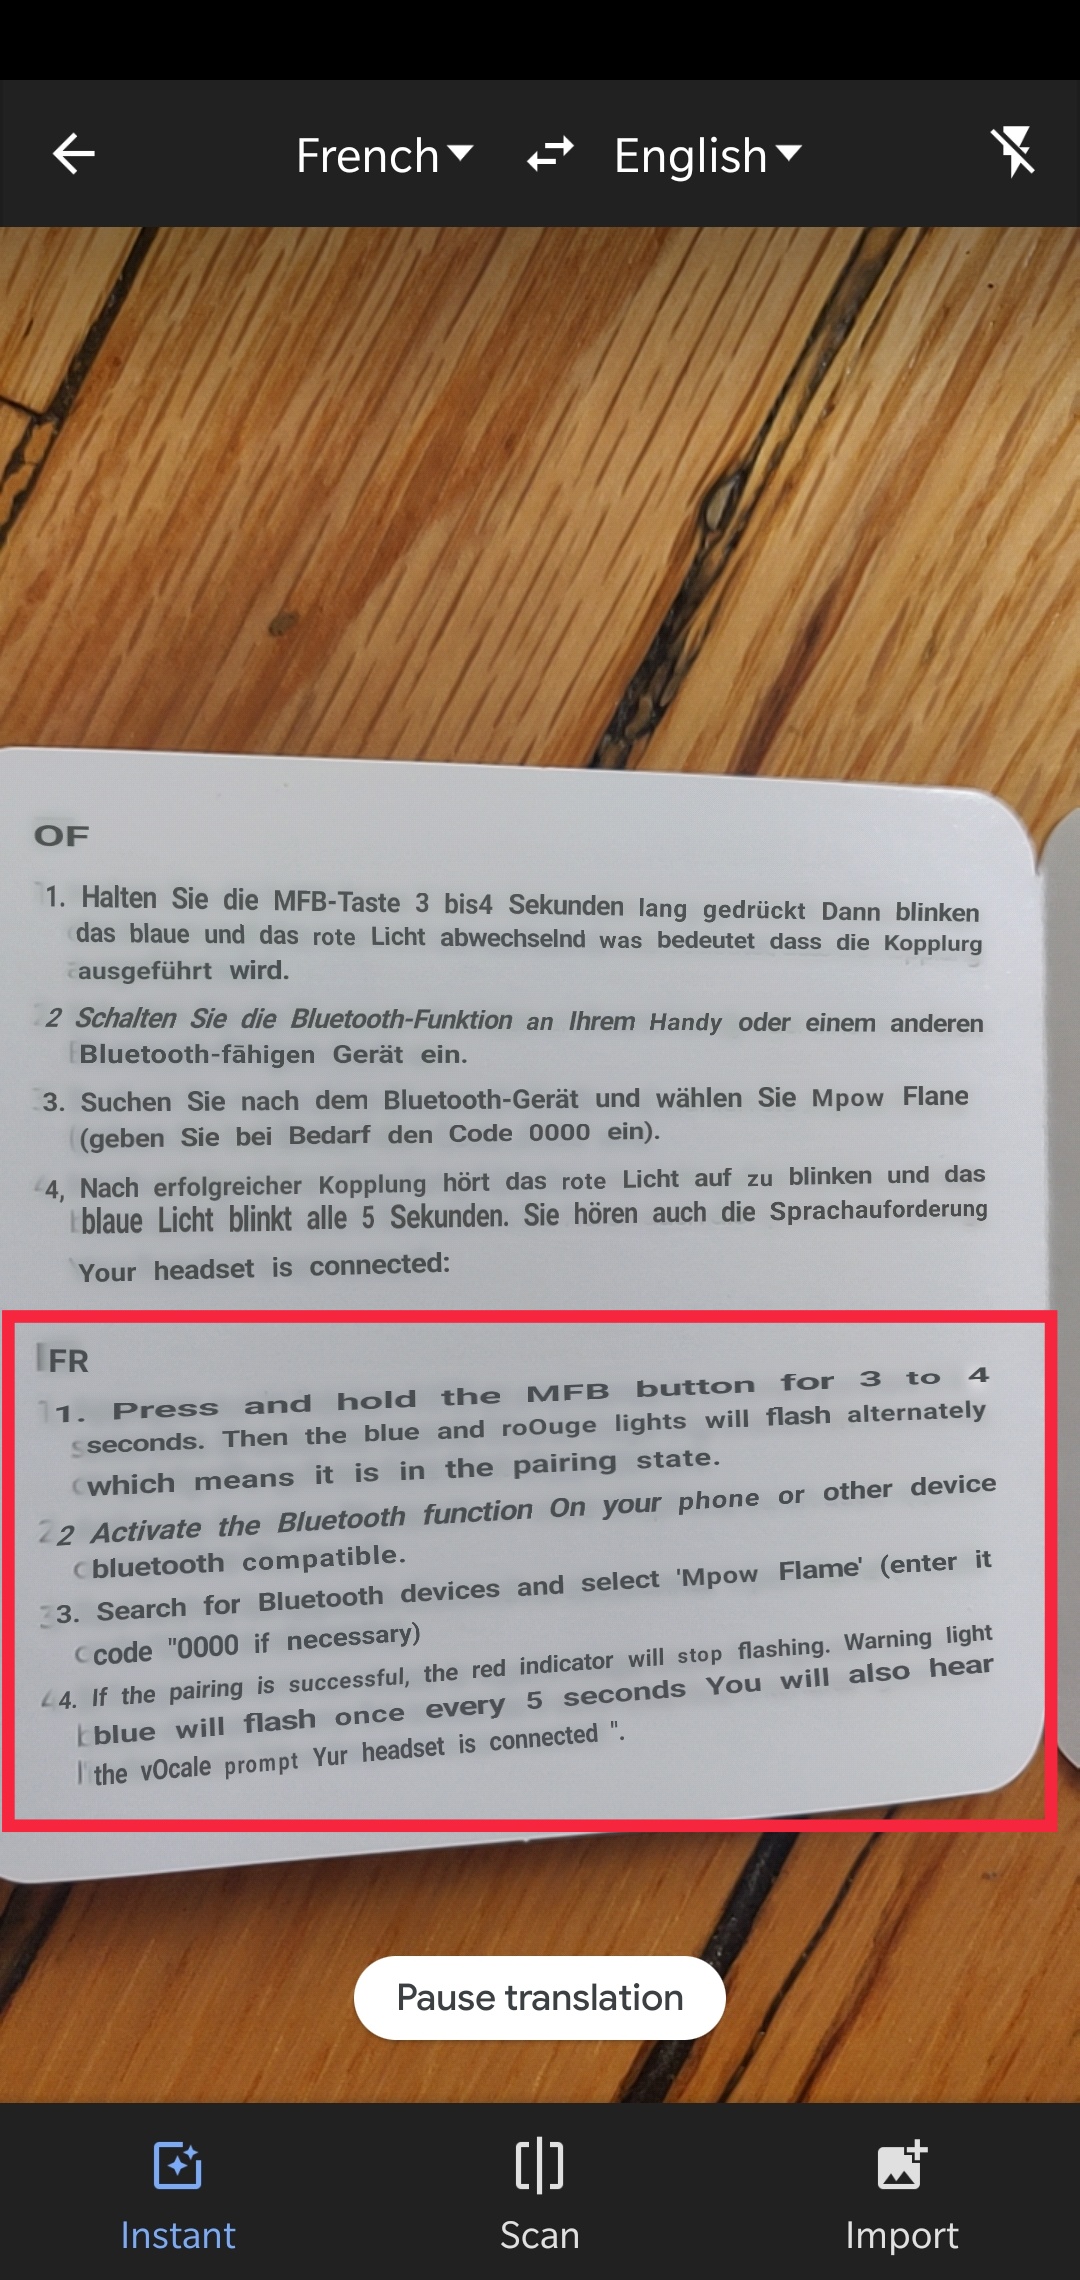 French
English
OF
1. Halten Sie die MFB-Taste 3 bis4 Sekunden lang gedrückt Dann blinken
das blaue und das rote Licht abwechselnd was bedeutet dass die Kopplurg
ausgeführt wird.
2 Schalten Sie die Bluetooth-Funktion an Ihrem Handy oder einem anderen
Bluetooth-fāhigen Gerät ein.
3. Suchen Sie nach dem Bluetooth-Gerät und wählen Sie Mpow Flane
(geben Sie bei Bedarf den Code 0000 ein).
4, Nach erfolgreicher Kopplung hört das rote Licht auf zu blinken und das
blaue Licht blinkt alle 5 Sekunden. Sie hören auch die Sprachauforderung
Your headset is connected:
FR
1. Press and hold the MFB button for 3 to 4
seconds. Then the blue and roOuge lights will flash alternately
which means it is in the pairing state.
2 Activate the Bluetooth function On your phone or other device
bluetooth compatible.
3. Search for Bluetooth devices and select 'Mpow Flame' (enter it
code "0000 if necessary)
4. If the pairing is successful, the red indicator will stop flashing. Warning light
blue will flash once every 5 seconds You will also hear
the vOcale prompt Yur headset is connected ".
Pause translation
Instant
Scan
Import